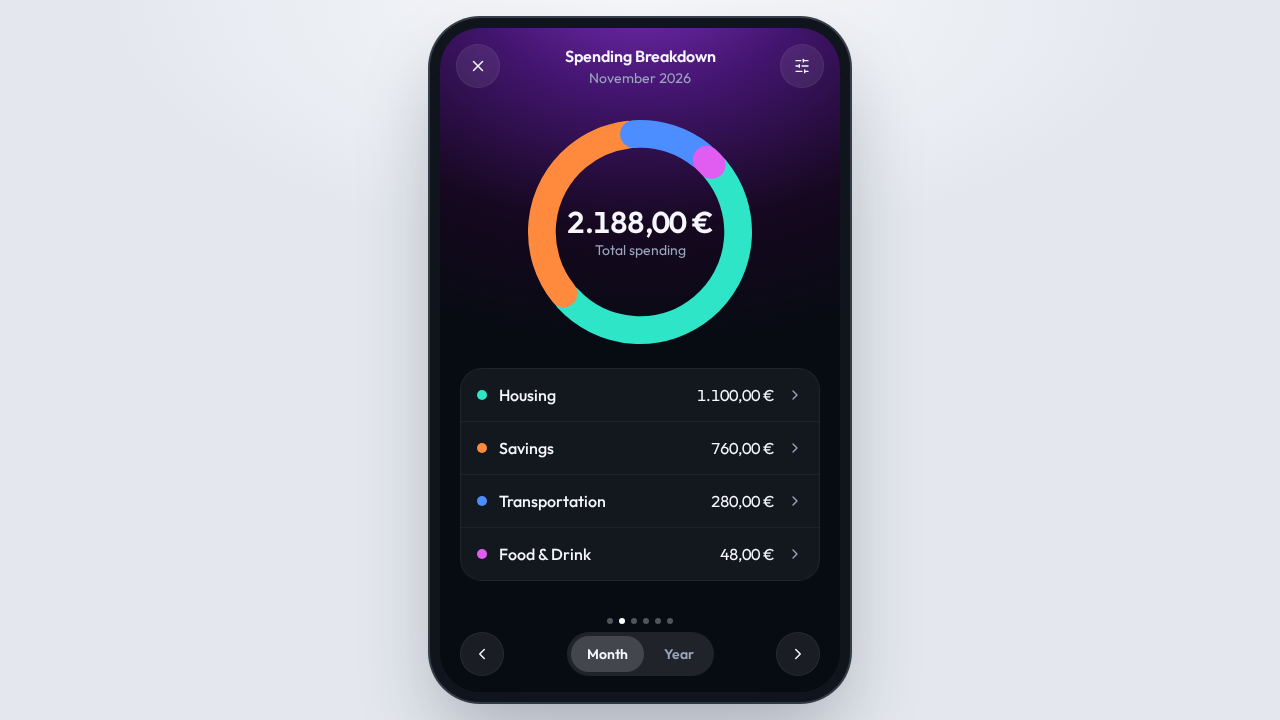 Spending Breakdown
November 2026
2.188,00 €
Total spending
Housing 1.100,00 €
Savings 760,00 €
Transportation 280,00 €
Food & Drink 48,00 €
Month Year